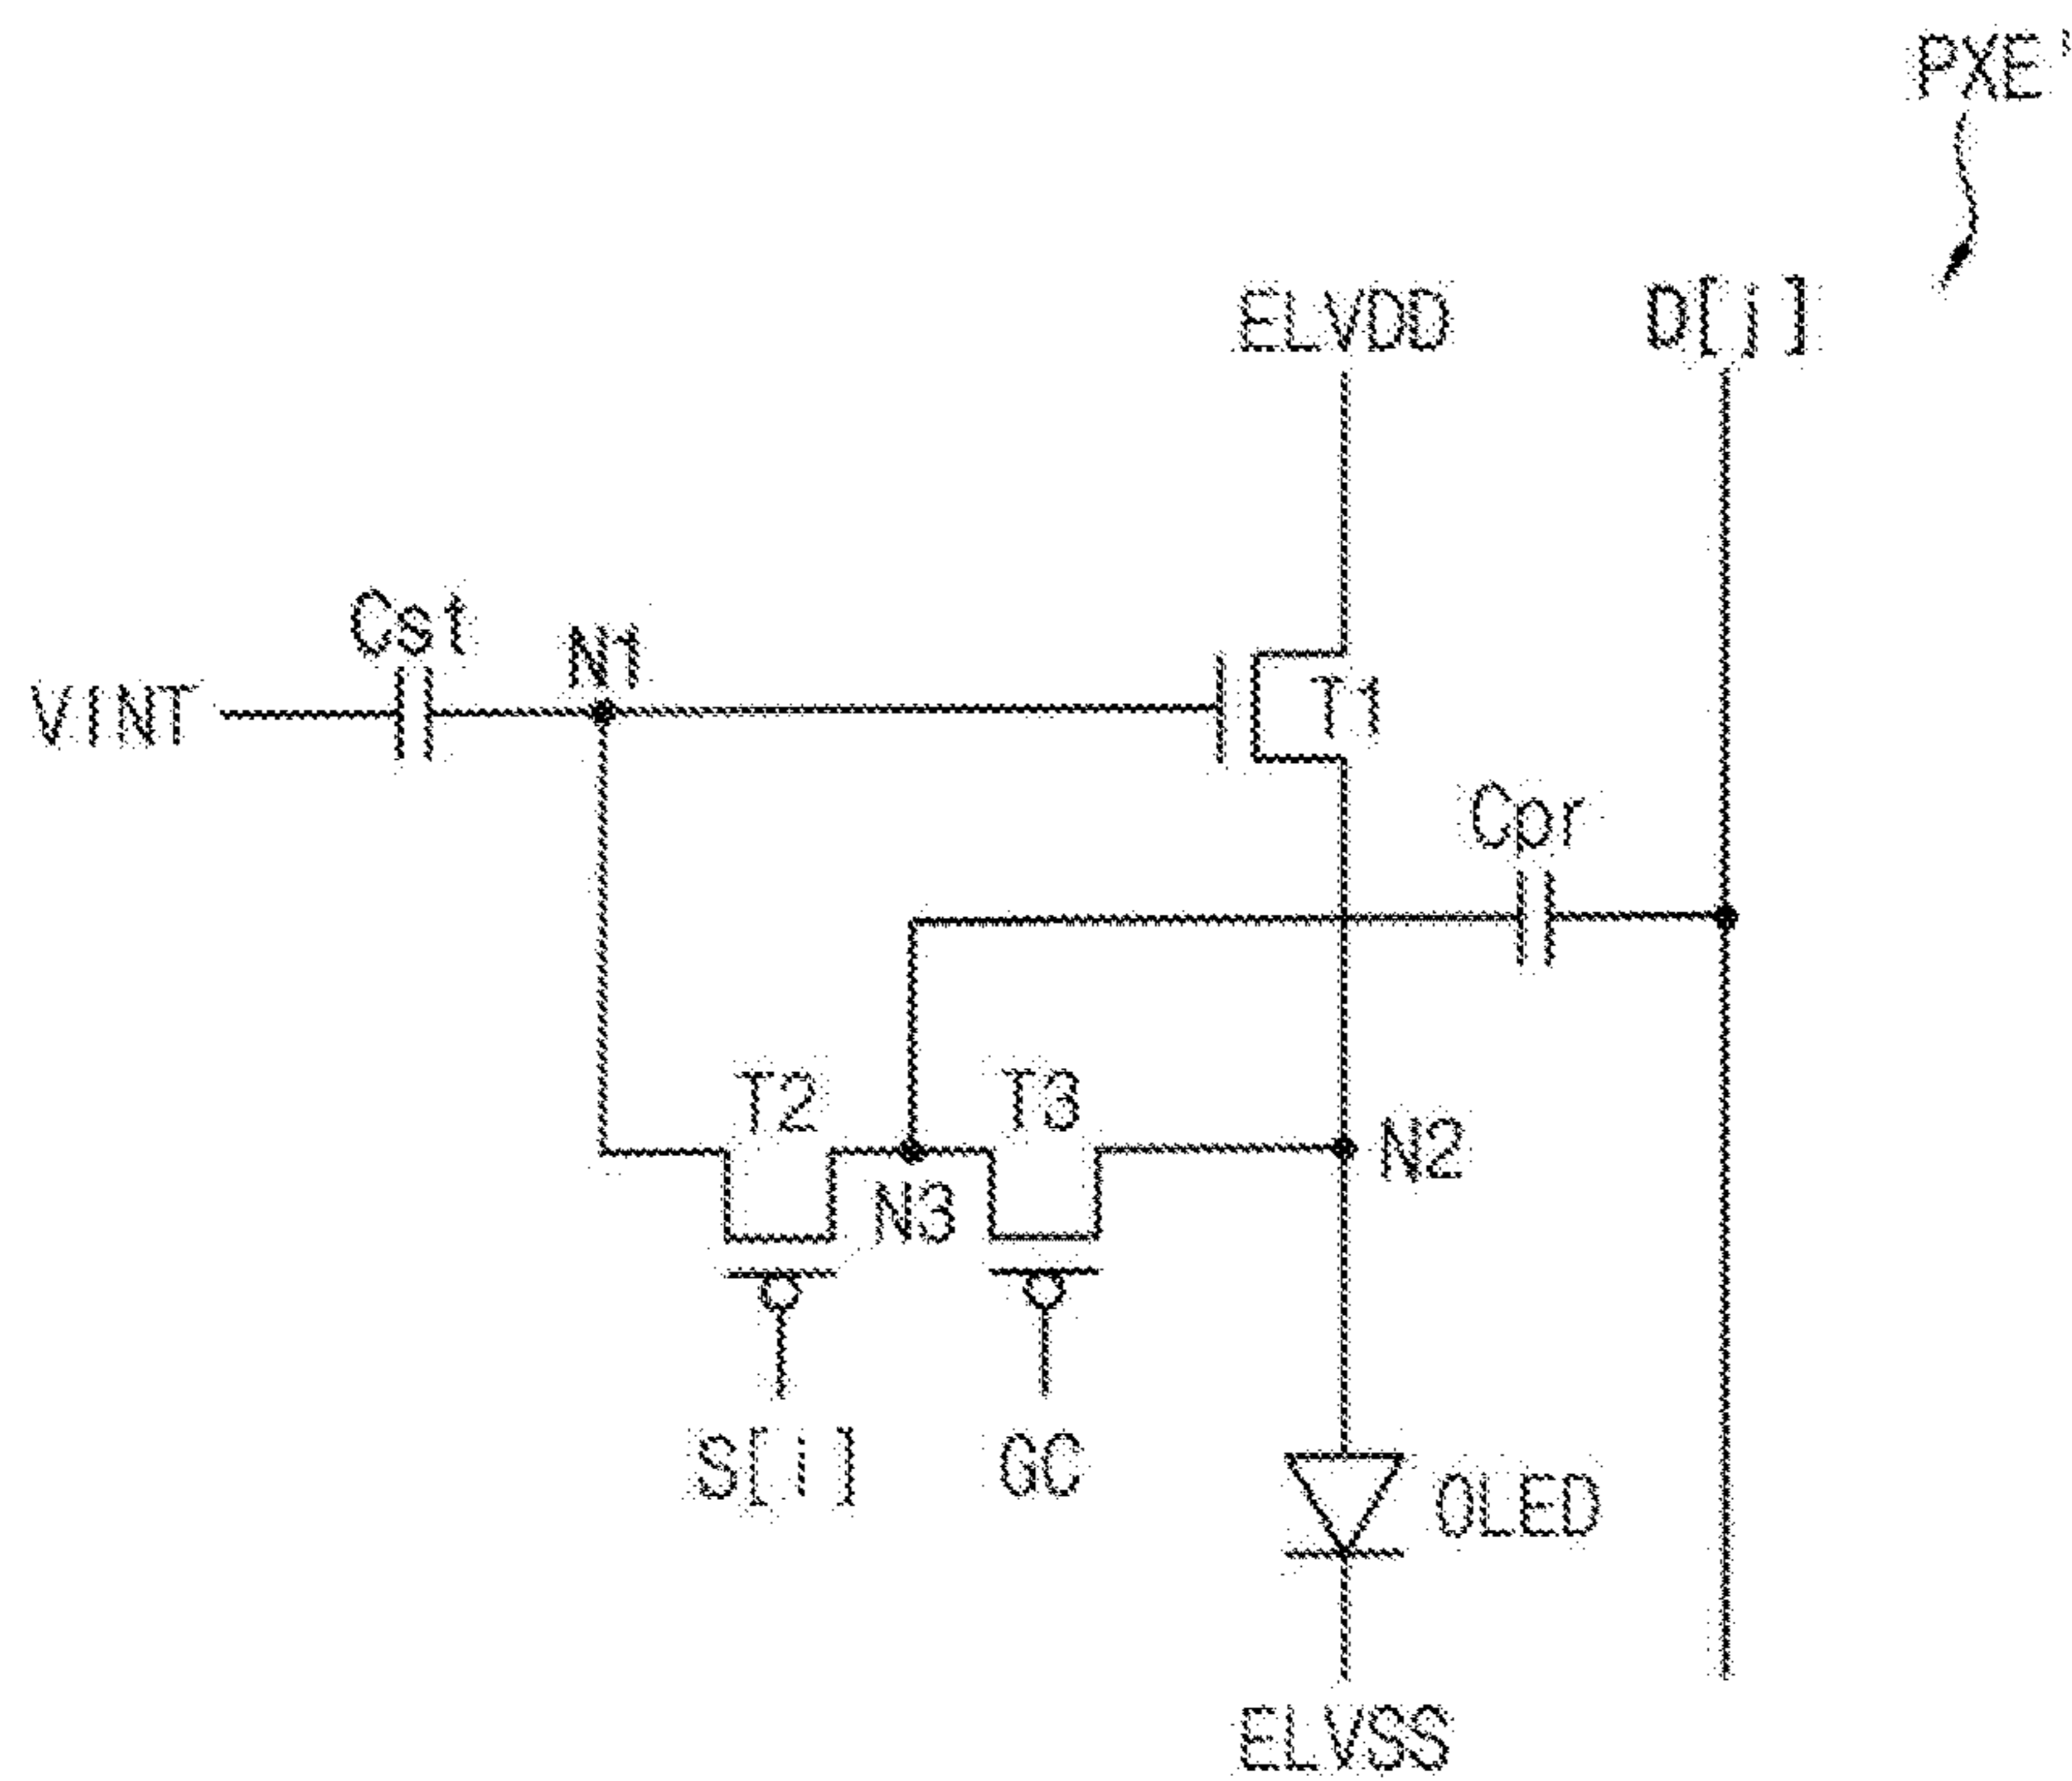 PXE'
ELVDD
D[j]
Cst
N1
VINT
T1
Cpr
T2
T3
N2
N3
S[i]
GC
OLED
ELVSS